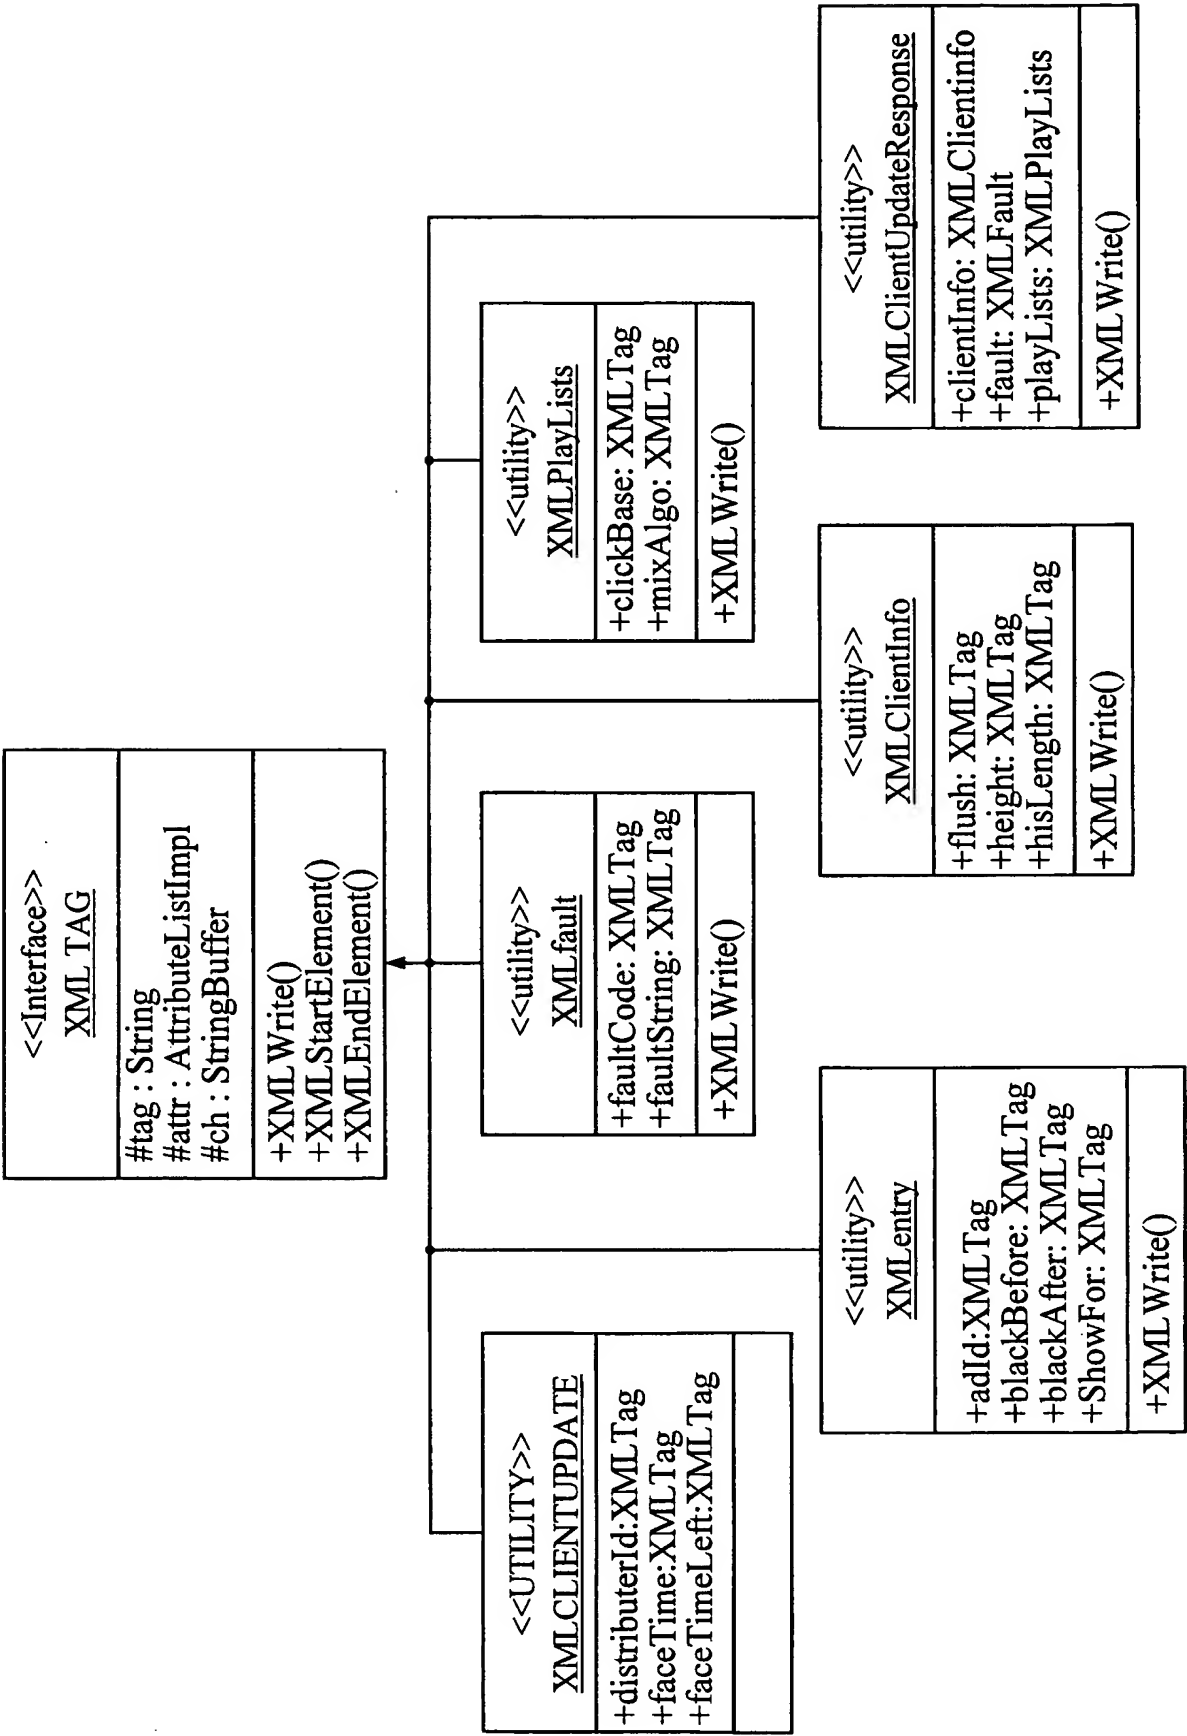 <<Interface>>
XML TAG
#tag : String
#attr : AttributeListImpl
#ch : StringBuffer
+XMLWrite()
+XMLStartElement()
+XMLEndElement()
<<UTILITY>>
XMLCLIENTUPDATE
+distributerId:XMLTag
+faceTime:XMLTag
+faceTimeLeft:XMLTag
<<utility>>
XMLfault
+faultCode: XMLTag
+faultString: XMLTag
+XMLWrite()
<<utility>>
XMLPlayLists
+clickBase: XMLTag
+mixAlgo: XMLTag
+XMLWrite()
<<utility>>
XMLentry
+adId:XMLTag
+blackBefore: XMLTag
+blackAfter: XMLTag
+ShowFor: XMLTag
+XMLWrite()
<<utility>>
XMLClientInfo
+flush: XMLTag
+height: XMLTag
+hisLength: XMLTag
+XMLWrite()
<<utility>>
XMLClientUpdateResponse
+clientInfo: XMLClientinfo
+fault: XMLFault
+playLists: XMLPlayLists
+XMLWrite()